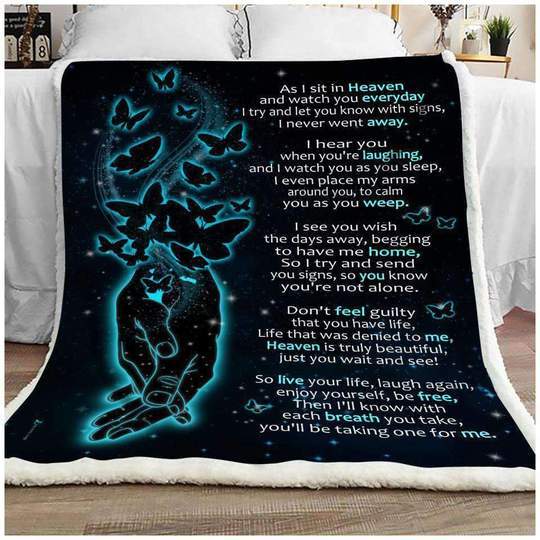 As I sit in Heaven
and watch you everyday
I try and let you know with signs,
I never went away.
I hear you
when you're laughing,
and I watch you as you sleep,
I even place my arms
around you, to calm
you as you weep.
I see you wish
the days away, begging
to have me home,
So I try and send
you signs, so you know
you're not alone.
Don't feel guilty
that you have life,
Life that was denied to me,
Heaven is truly beautiful,
just you wait and see!
So live your life, laugh again,
enjoy yourself, be free,
Then I'll know with
each breath you take,
you'll be taking one for me.